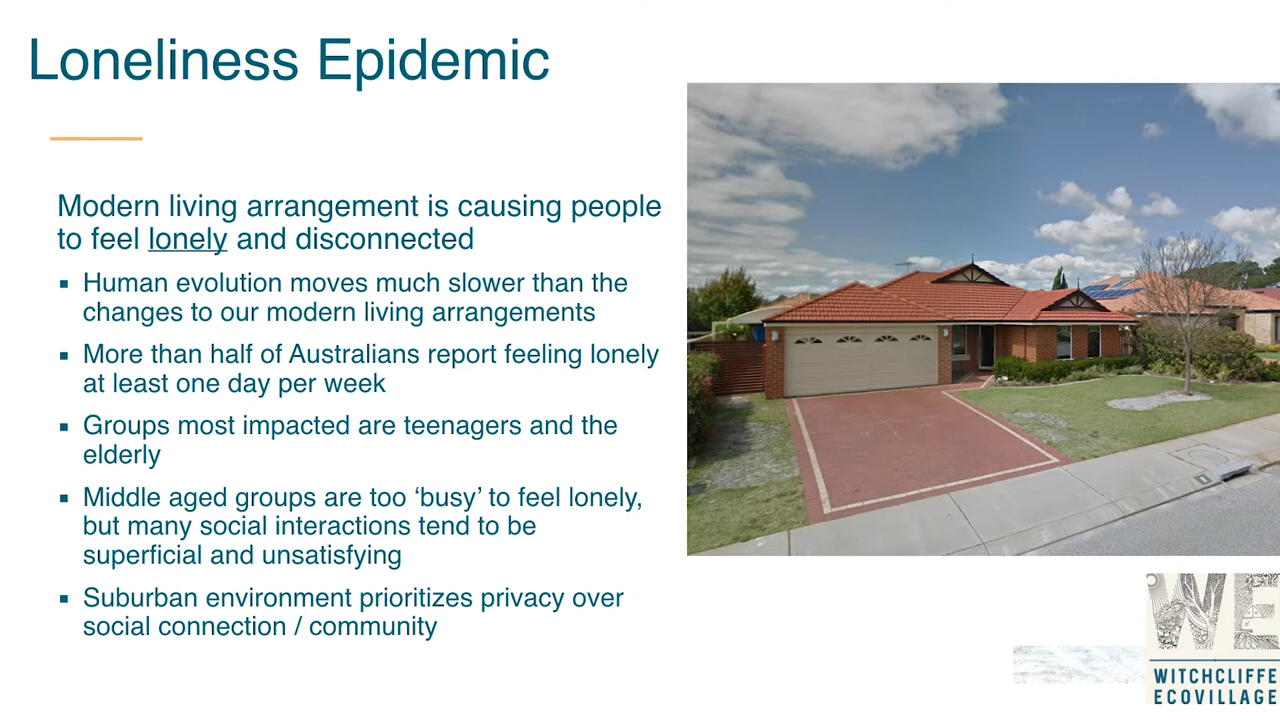 Loneliness Epidemic
Modern living arrangement is causing people
to feel lonely and disconnected
▪ Human evolution moves much slower than the
changes to our modern living arrangements
▪ More than half of Australians report feeling lonely
at least one day per week
▪ Groups most impacted are teenagers and the
elderly
▪ Middle aged groups are too ‘busy’ to feel lonely,
but many social interactions tend to be
superficial and unsatisfying
▪ Suburban environment prioritizes privacy over
social connection / community
WE
WITCHCLIFFE
ECOVILLAGE